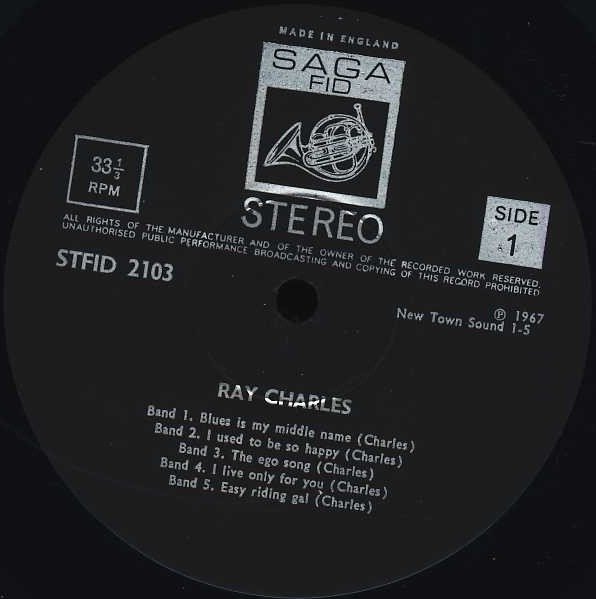 MADE IN ENGLAND
SAGA
FID
33⅓
RPM
STEREO
SIDE
1
ALL RIGHTS OF THE MANUFACTURER AND OF THE OWNER OF THE RECORDED WORK RESERVED.
UNAUTHORISED PUBLIC PERFORMANCE BROADCASTING AND COPYING OF THIS RECORD PROHIBITED
STFID 2103
℗ 1967
New Town Sound 1-5
RAY CHARLES
Band 1. Blues is my middle name (Charles)
Band 2. I used to be so happy (Charles)
Band 3. The ego song (Charles)
Band 4. I live only for you (Charles)
Band 5. Easy riding gal (Charles)